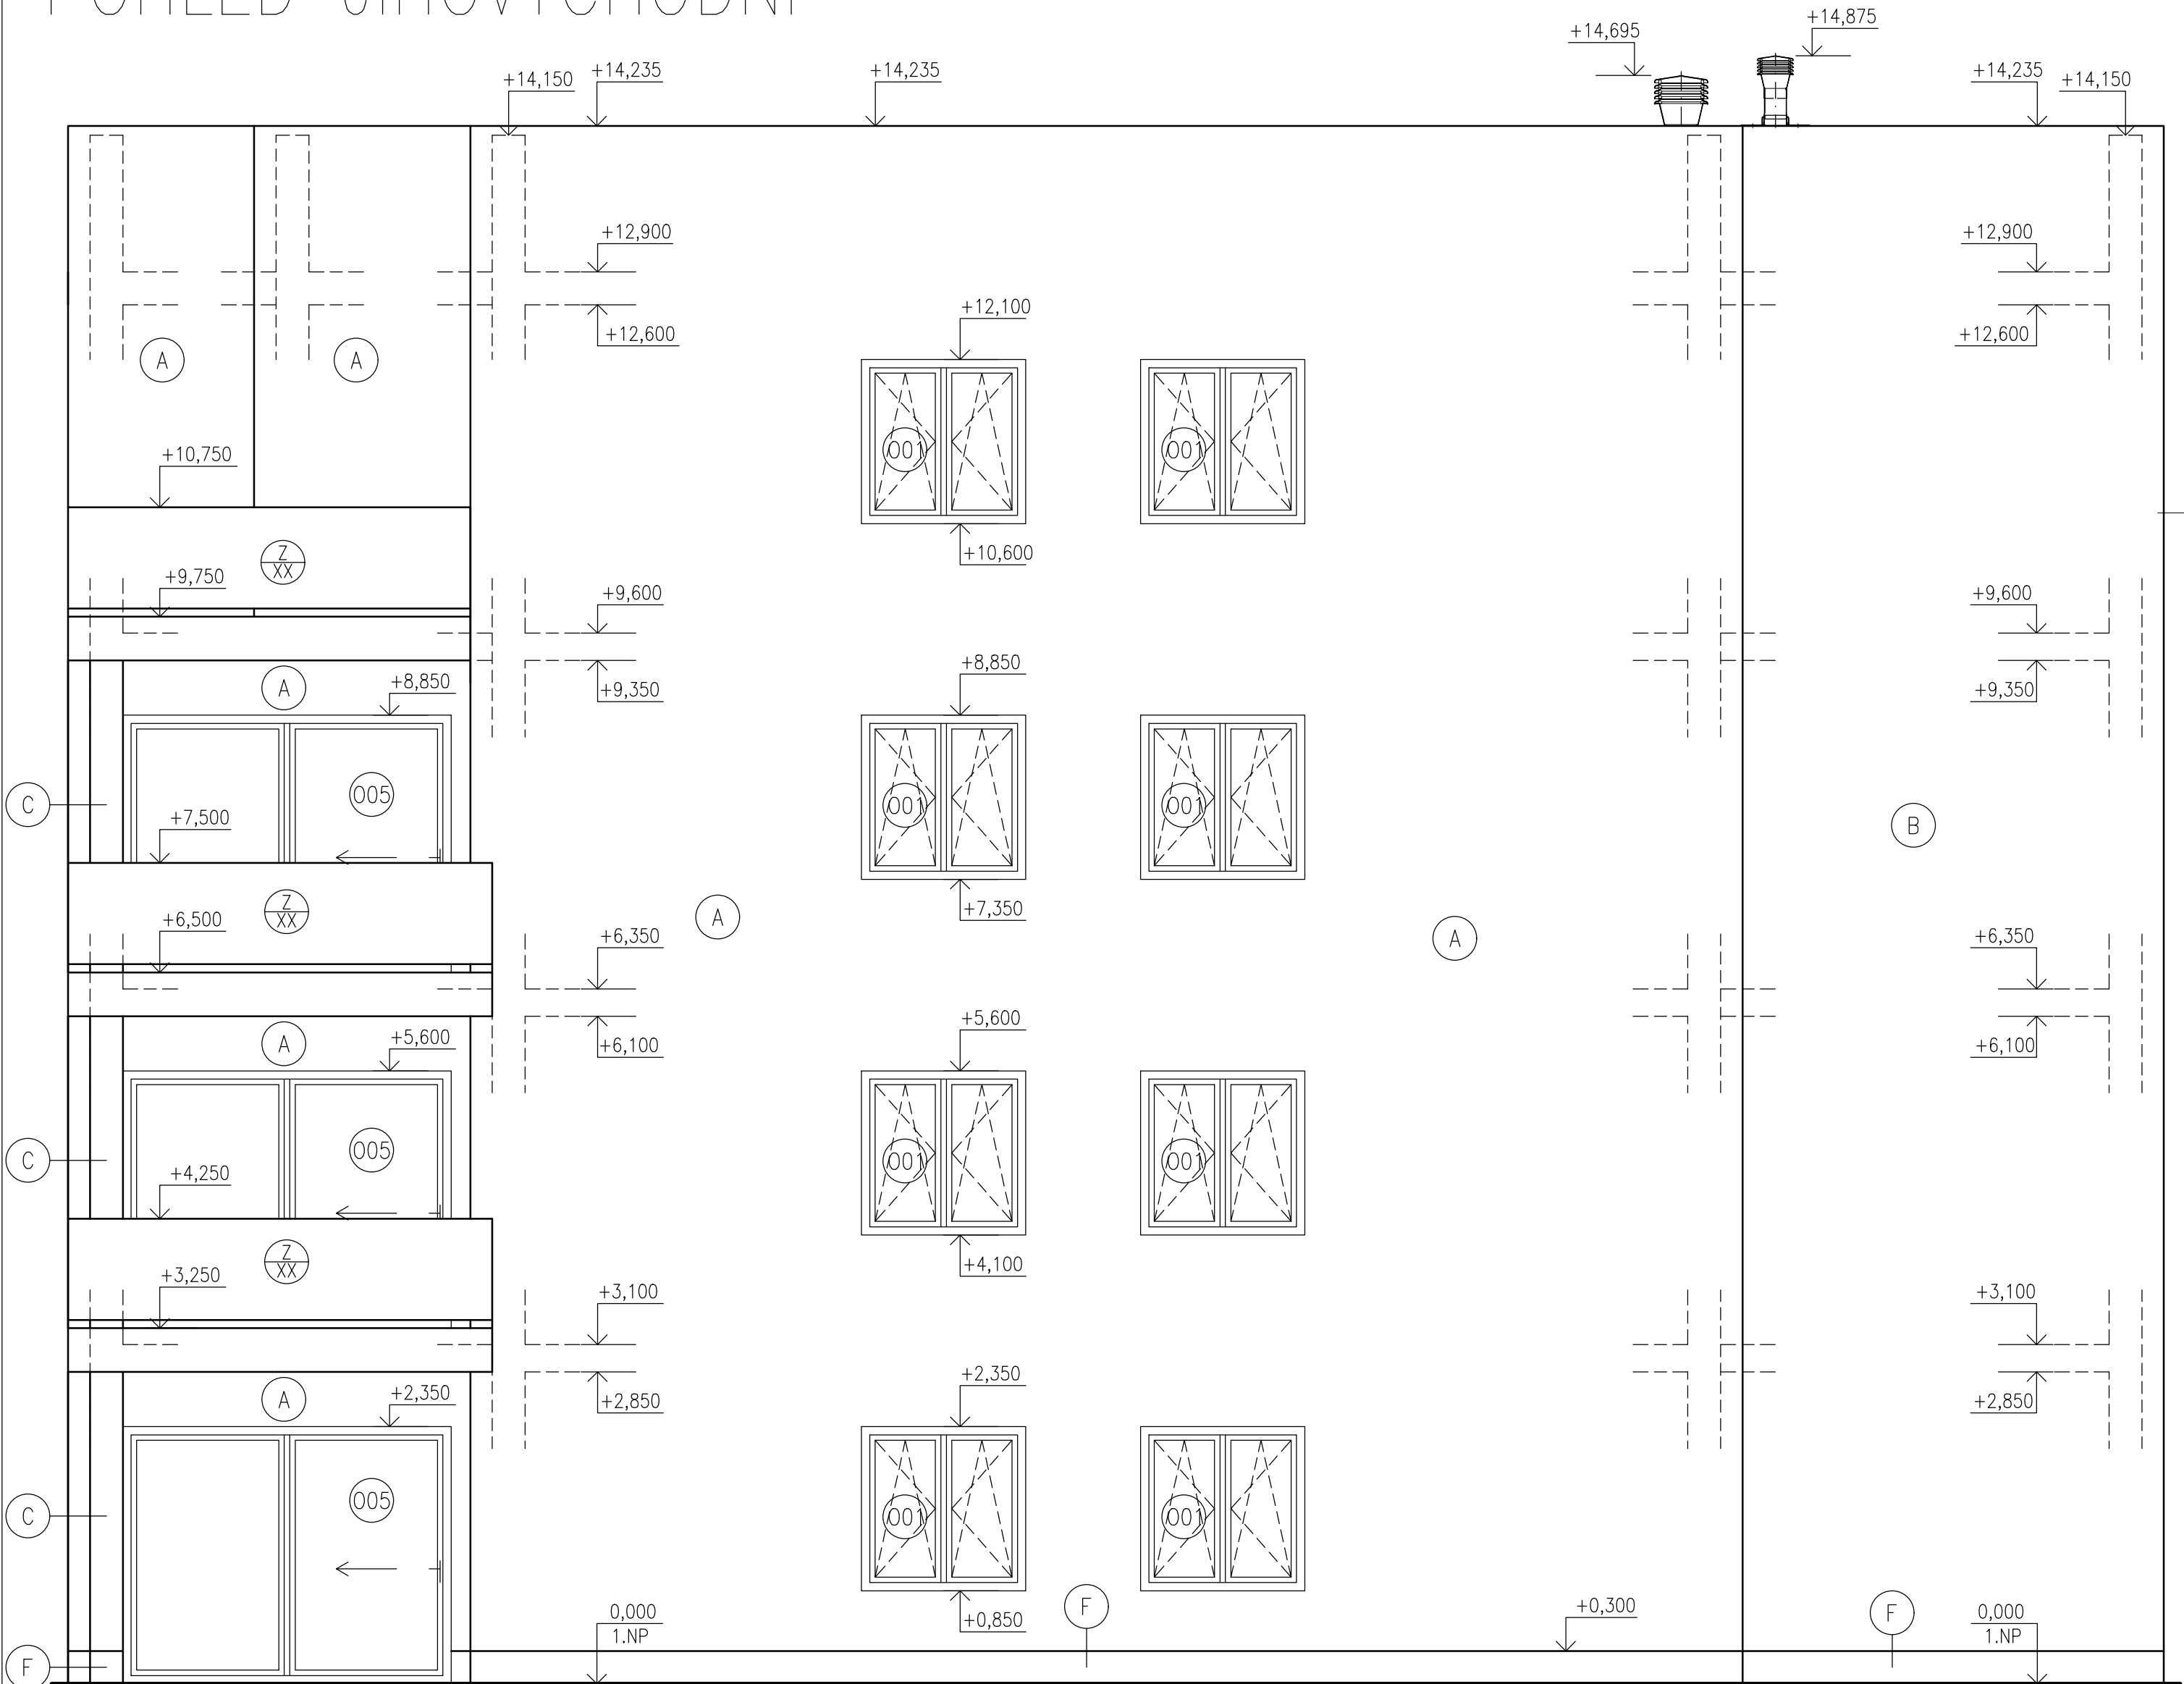 POHLED JIHOVÝCHODNÍ
+14,875
+14,695
+14,235
+14,235
+14,235
+14,150
+14,150
+12,900
+12,900
+12,100
+12,600
+12,600
A
A
+10,750
001
001
+10,600
Z
XX
+9,750
+9,600
+9,600
+8,850
A
+8,850
+9,350
+9,350
005
C
001
001
+7,500
B
Z
XX
+7,350
+6,500
A
A
+6,350
+6,350
A
+5,600
+5,600
+6,100
+6,100
005
C
001
001
+4,250
Z
XX
+4,100
+3,250
+3,100
+3,100
A
+2,350
+2,350
+2,850
+2,850
005
C
001
001
F
+0,850
0,000
1.NP
+0,300
F
0,000
1.NP
F